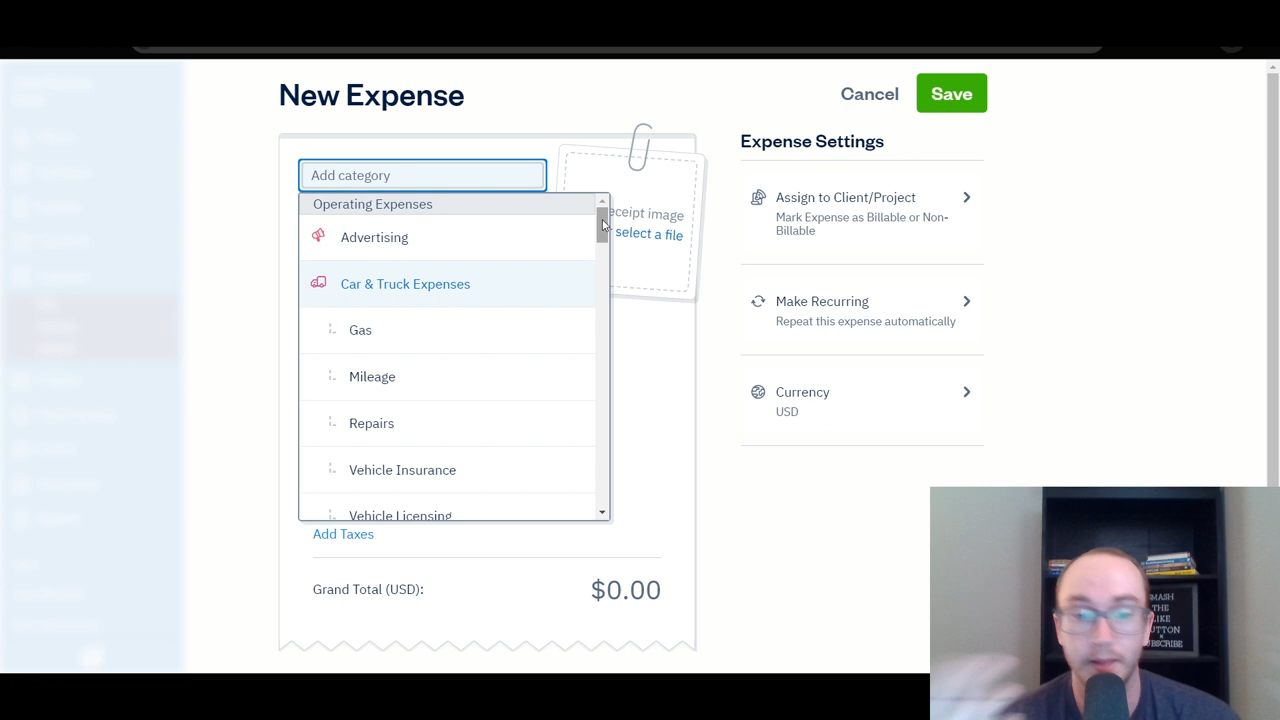 New Expense
Cancel
Save
Add category
Operating Expenses
Advertising
Car & Truck Expenses
Gas
Mileage
Repairs
Vehicle Insurance
Vehicle Licensing
receipt image
select a file
Add Taxes
Grand Total (USD):
$0.00
Expense Settings
Assign to Client/Project
Mark Expense as Billable or Non-
Billable
Make Recurring
Repeat this expense automatically
Currency
USD
SMASH
THE
LIKE
BUTTON
SUBSCRIBE